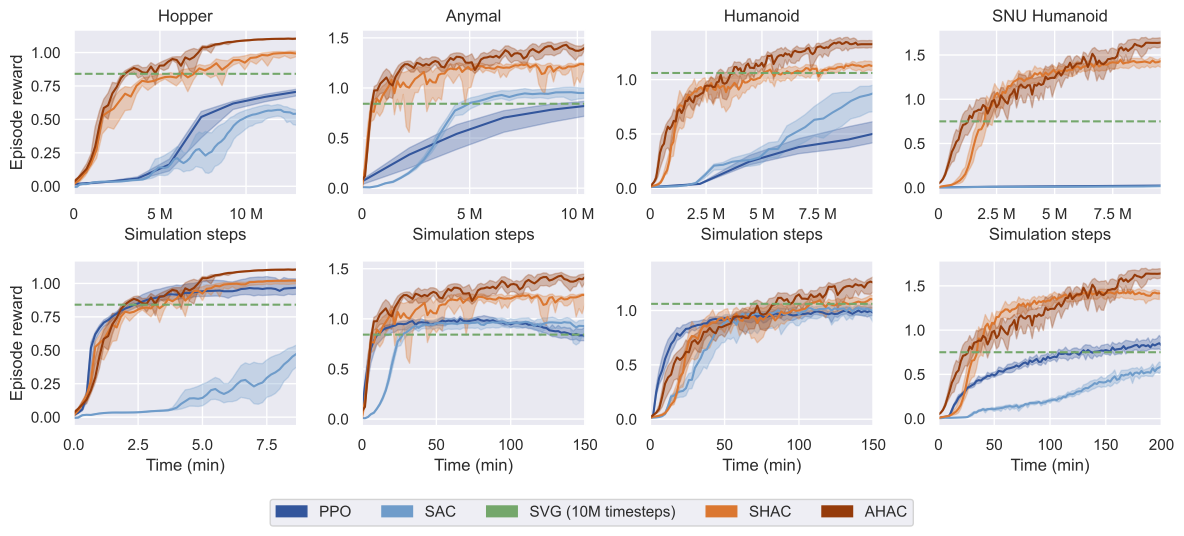 Hopper Anymal Humanoid SNU Humanoid
Episode reward
1.00
0.75
0.50
0.25
0.00
0 5 M 10 M
Simulation steps
1.5
1.0
0.5
0.0
0 5 M 10 M
Simulation steps
1.0
0.5
0.0
0 2.5 M 5 M 7.5 M
Simulation steps
1.5
1.0
0.5
0.0
0 2.5 M 5 M 7.5 M
Simulation steps
Episode reward
1.00
0.75
0.50
0.25
0.00
0.0 2.5 5.0 7.5
Time (min)
1.5
1.0
0.5
0.0
0 50 100 150
Time (min)
1.0
0.5
0.0
0 50 100 150
Time (min)
1.5
1.0
0.5
0.0
0 50 100 150 200
Time (min)
PPO SAC SVG (10M timesteps) SHAC AHAC